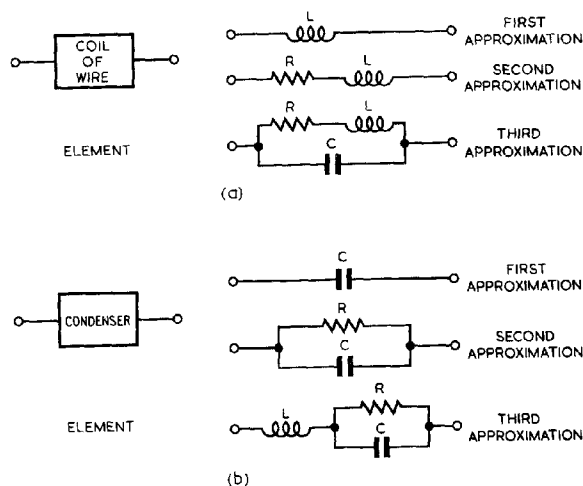 COIL
OF
WIRE
ELEMENT
L
FIRST
APPROXIMATION
R L
SECOND
APPROXIMATION
R L
C
THIRD
APPROXIMATION
(a)
CONDENSER
ELEMENT
C
FIRST
APPROXIMATION
R
C
SECOND
APPROXIMATION
R
L
C
THIRD
APPROXIMATION
(b)